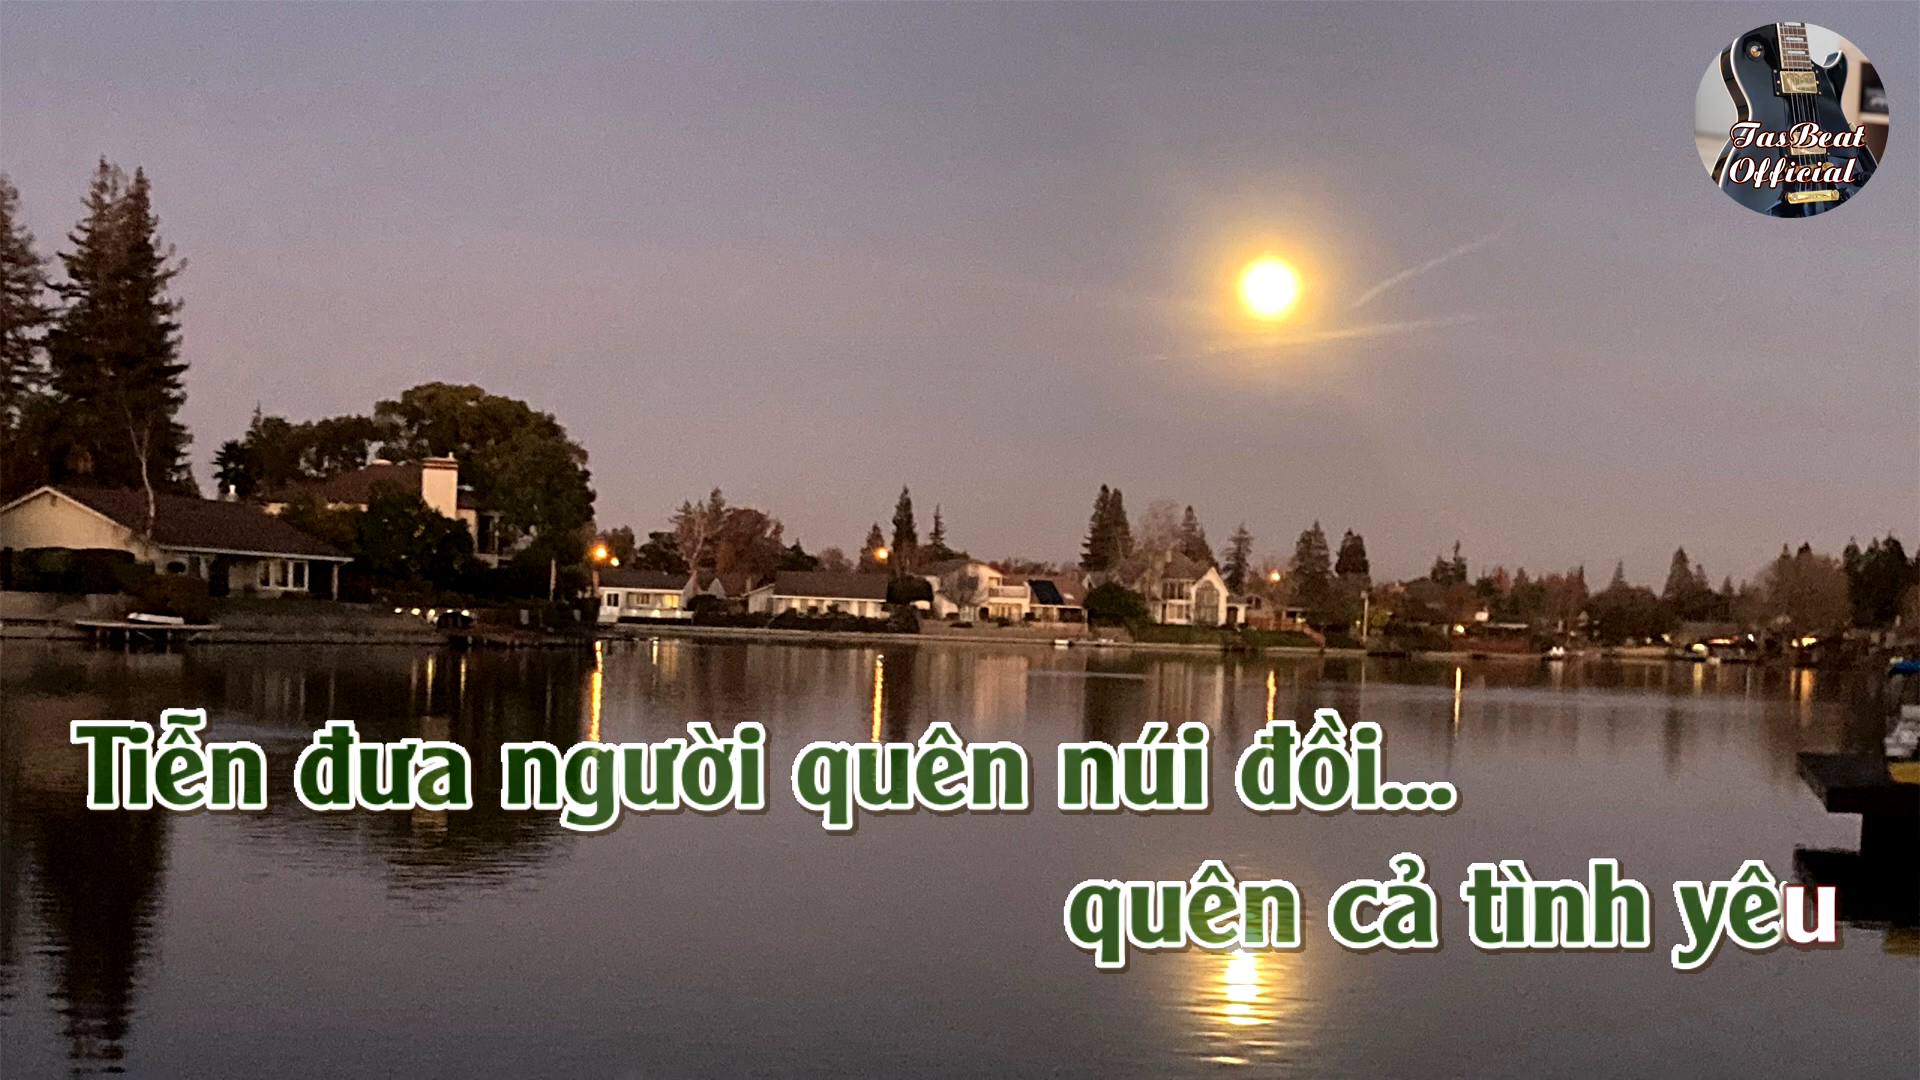 TasBeat
Official
Tiễn đưa người quên núi đồi...
quên cả tình yêu